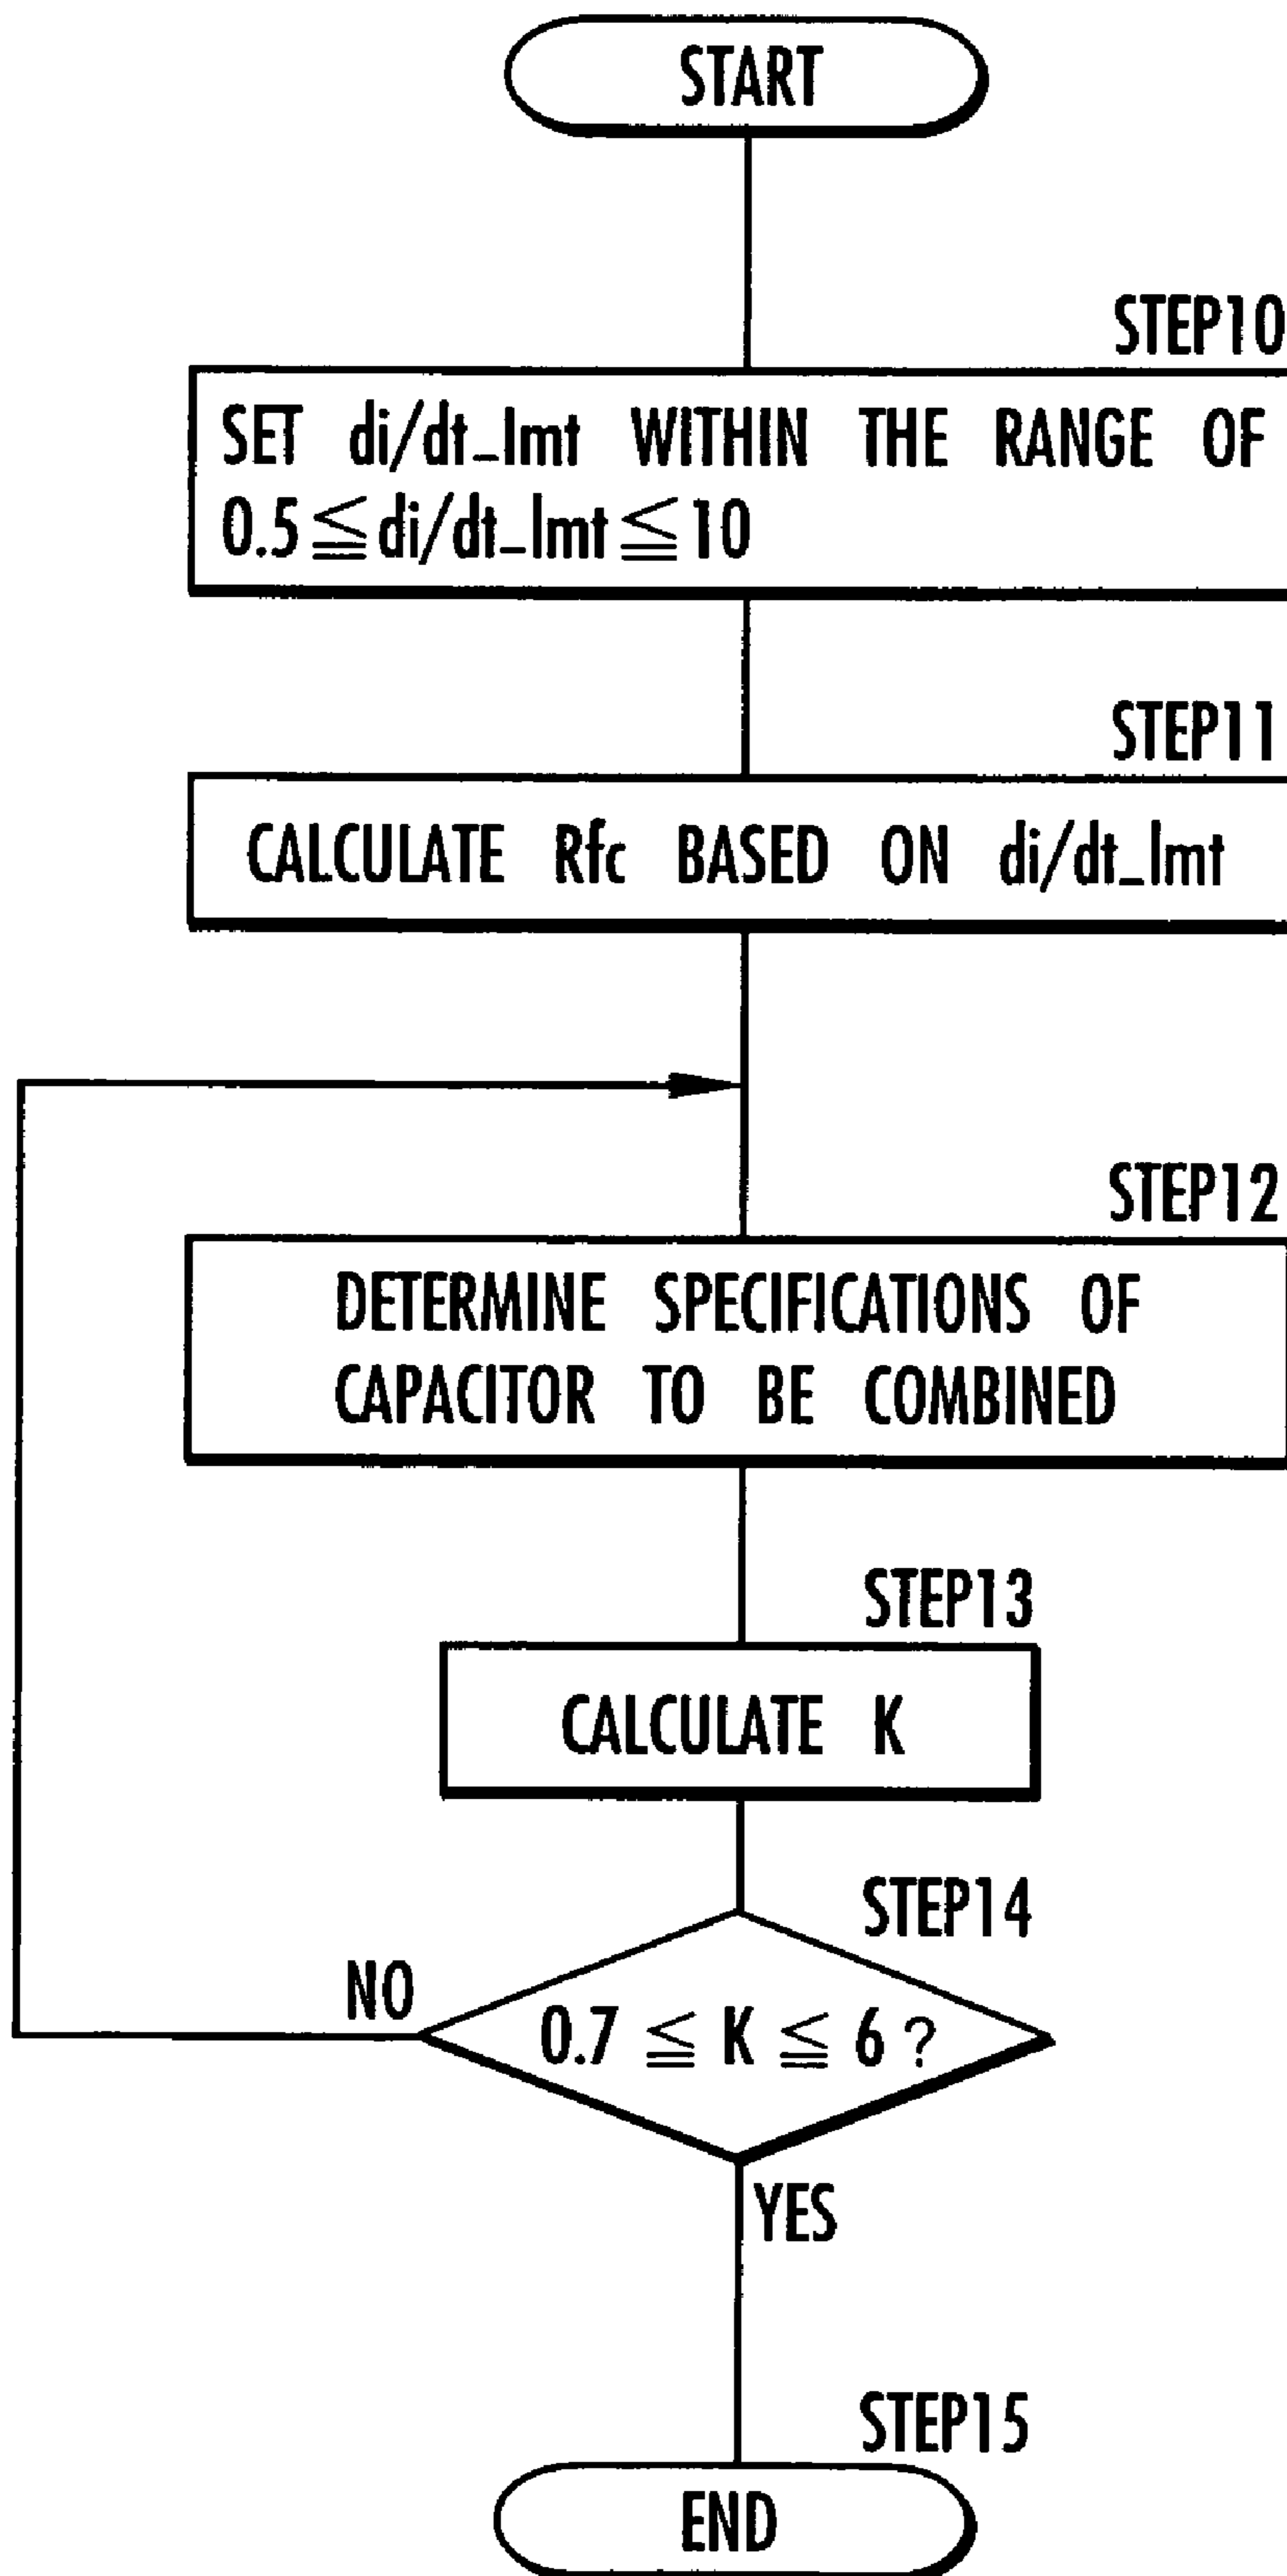 START
STEP10
SET di/dt_lmt WITHIN THE RANGE OF
0.5≦di/dt_lmt≦10
STEP11
CALCULATE Rfc BASED ON di/dt_lmt
STEP12
DETERMINE SPECIFICATIONS OF
CAPACITOR TO BE COMBINED
STEP13
CALCULATE K
STEP14
NO
0.7 ≦ K ≦ 6 ?
YES
STEP15
END